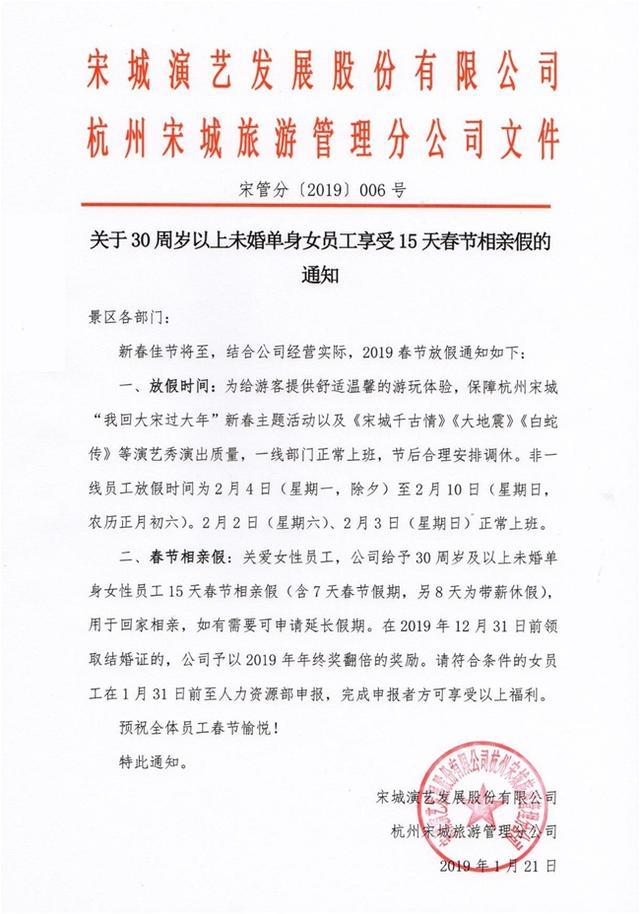 宋城演艺发展股份有限公司
杭州宋城旅游管理分公司文件
宋管分〔2019〕006 号
关于 30 周岁以上未婚单身女员工享受 15 天春节相亲假的
通知
景区各部门：
新春佳节将至，结合公司经营实际，2019 春节放假通知如下：
一、放假时间：为给游客提供舒适温馨的游玩体验，保障杭州宋城
“我回大宋过大年”新春主题活动以及《宋城千古情》《大地震》《白蛇
传》等演艺秀演出质量，一线部门正常上班，节后合理安排调休。非一
线员工放假时间为 2 月 4 日（星期一，除夕）至 2 月 10 日（星期日，
农历正月初六）。2 月 2 日（星期六）、2 月 3 日（星期日）正常上班。
二、春节相亲假：关爱女性员工，公司给予 30 周岁及以上未婚单
身女性员工 15 天春节相亲假（含 7 天春节假期，另 8 天为带薪休假），
用于回家相亲，如有需要可申请延长假期。在 2019 年 12 月 31 日前领
取结婚证的，公司予以 2019 年年终奖翻倍的奖励。请符合条件的女员
工在 1 月 31 日前至人力资源部申报，完成申报者方可享受以上福利。
预祝全体员工春节愉悦！
特此通知。
宋城演艺发展股份有限公司
杭州宋城旅游管理分公司
2019 年 1 月 21 日